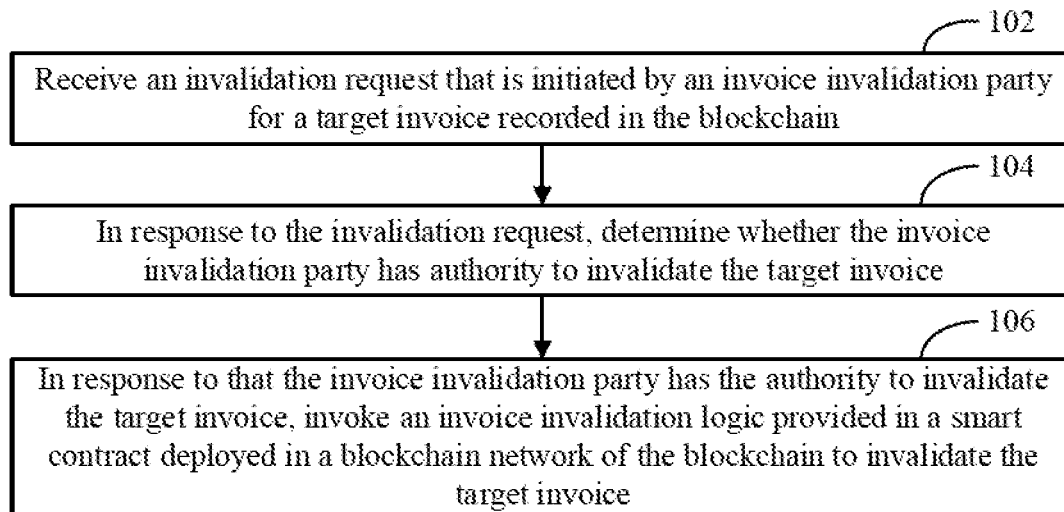 102
Receive an invalidation request that is initiated by an invoice invalidation party
for a target invoice recorded in the blockchain
104
In response to the invalidation request, determine whether the invoice
invalidation party has authority to invalidate the target invoice
106
In response to that the invoice invalidation party has the authority to invalidate
the target invoice, invoke an invoice invalidation logic provided in a smart
contract deployed in a blockchain network of the blockchain to invalidate the
target invoice